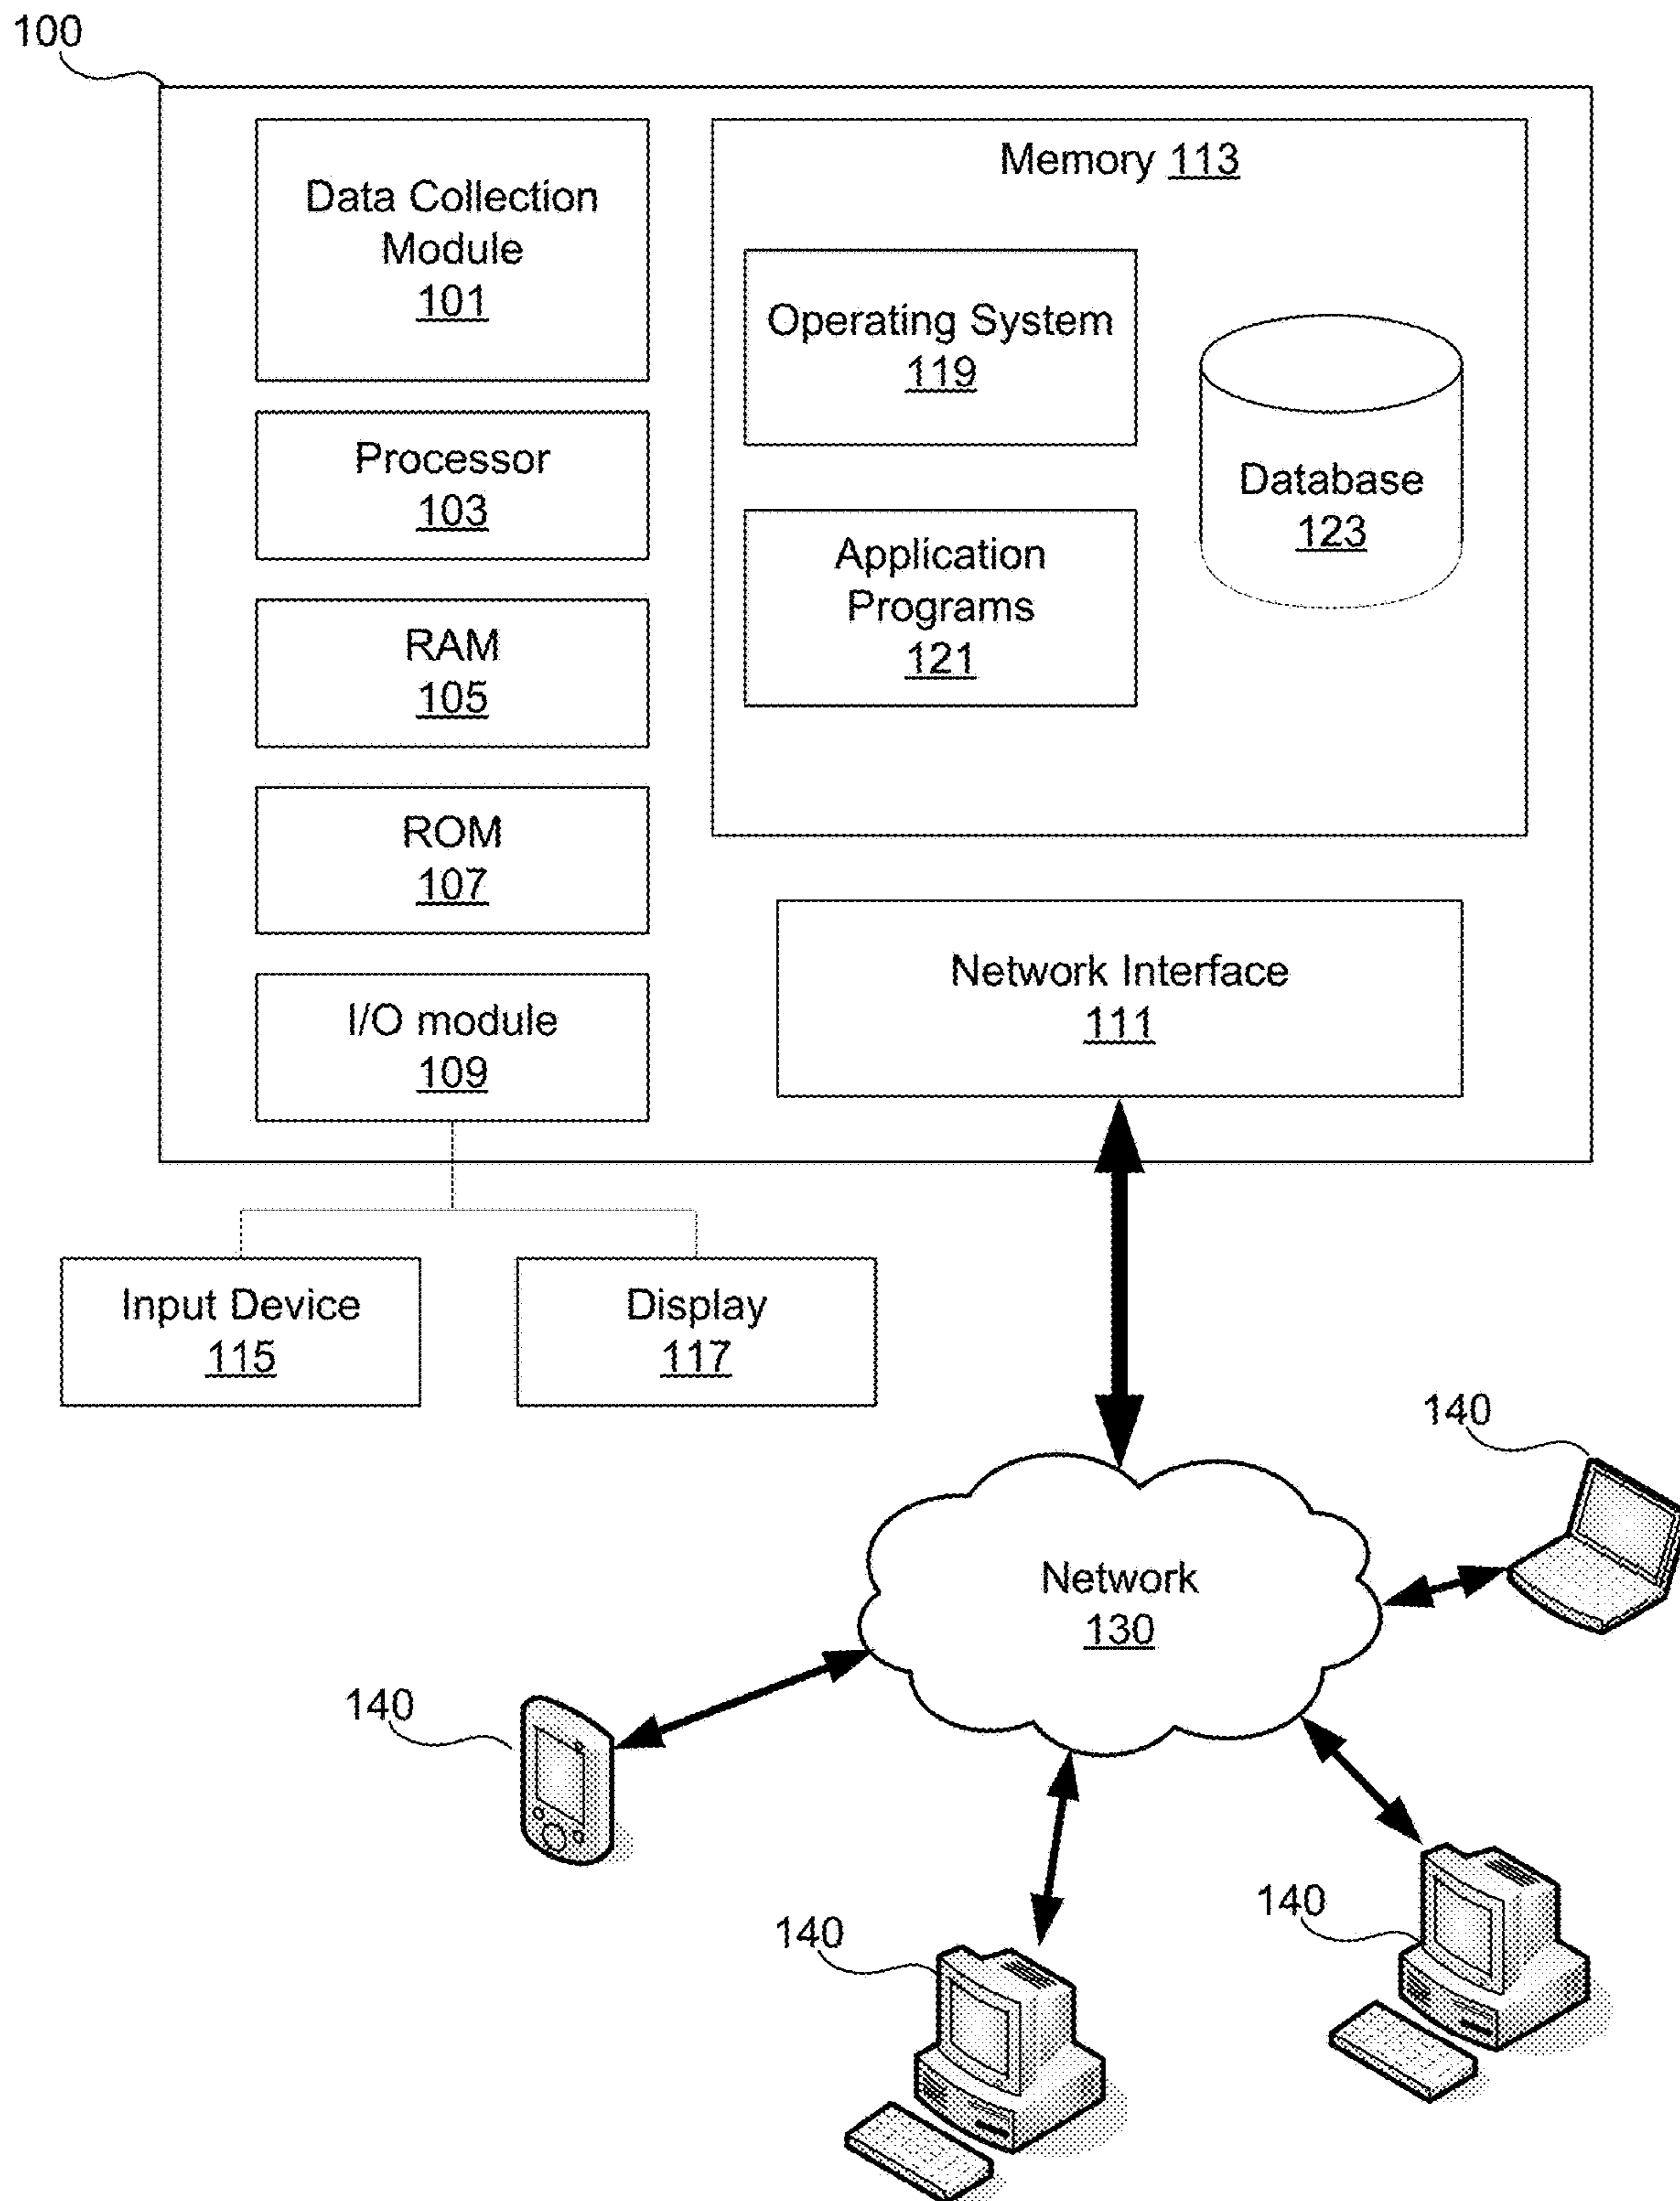 100
Data Collection
Module
101
Processor
103
RAM
105
ROM
107
I/O module
109
Memory 113
Operating System
119
Application
Programs
121
Database
123
Network Interface
111
Input Device
115
Display
117
Network
130
140
140
140
140